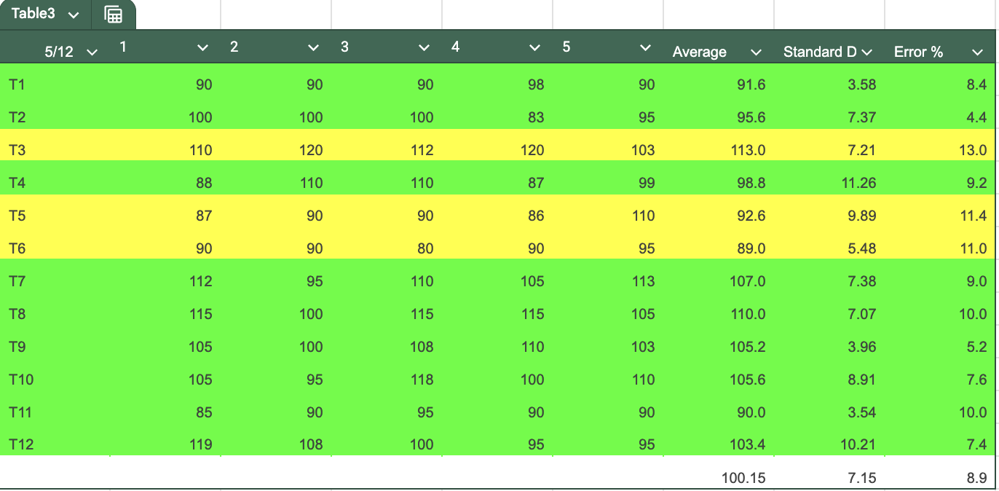 Table3
5/12 1 2 3 4 5 Average Standard D Error %
T1 90 90 90 98 90 91.6 3.58 8.4
T2 100 100 100 83 95 95.6 7.37 4.4
T3 110 120 112 120 103 113.0 7.21 13.0
T4 88 110 110 87 99 98.8 11.26 9.2
T5 87 90 90 86 110 92.6 9.89 11.4
T6 90 90 80 90 95 89.0 5.48 11.0
T7 112 95 110 105 113 107.0 7.38 9.0
T8 115 100 115 115 105 110.0 7.07 10.0
T9 105 100 108 110 103 105.2 3.96 5.2
T10 105 95 118 100 110 105.6 8.91 7.6
T11 85 90 95 90 90 90.0 3.54 10.0
T12 119 108 100 95 95 103.4 10.21 7.4
100.15 7.15 8.9